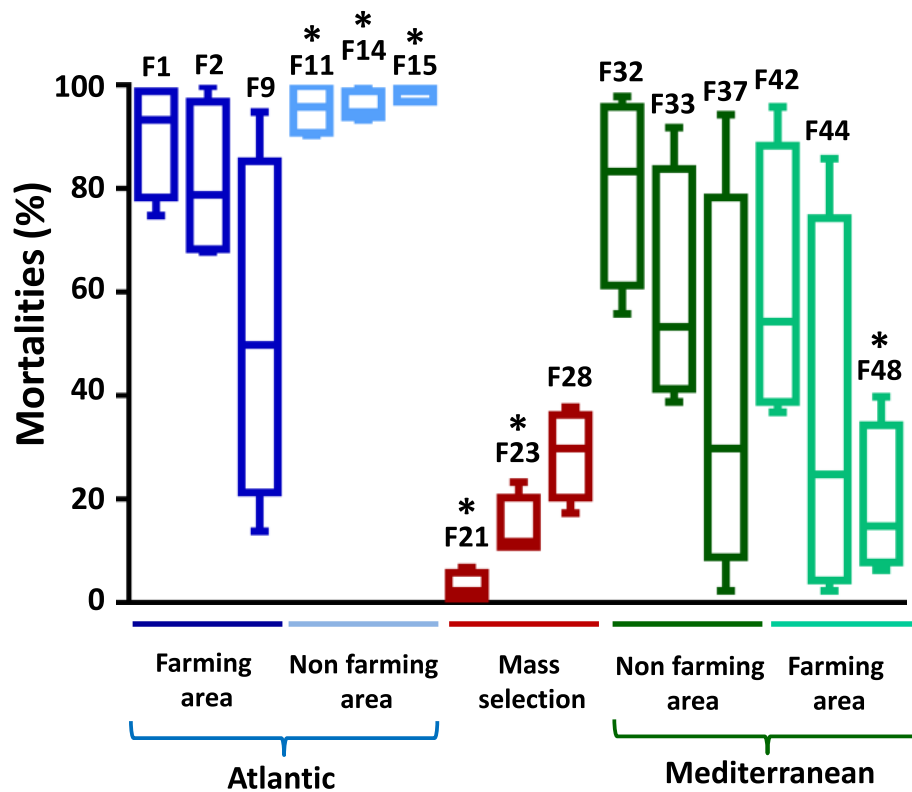 *
*
*
F1
F2
F9
F11
F14
F15
F32
F33
F37
F42
F44
*
F48
F28
*
F23
*
F21
Mortalities (%)
100
80
60
40
20
0
Farming
area
Non farming
area
Mass
selection
Non farming
area
Farming
area
Atlantic
Mediterranean